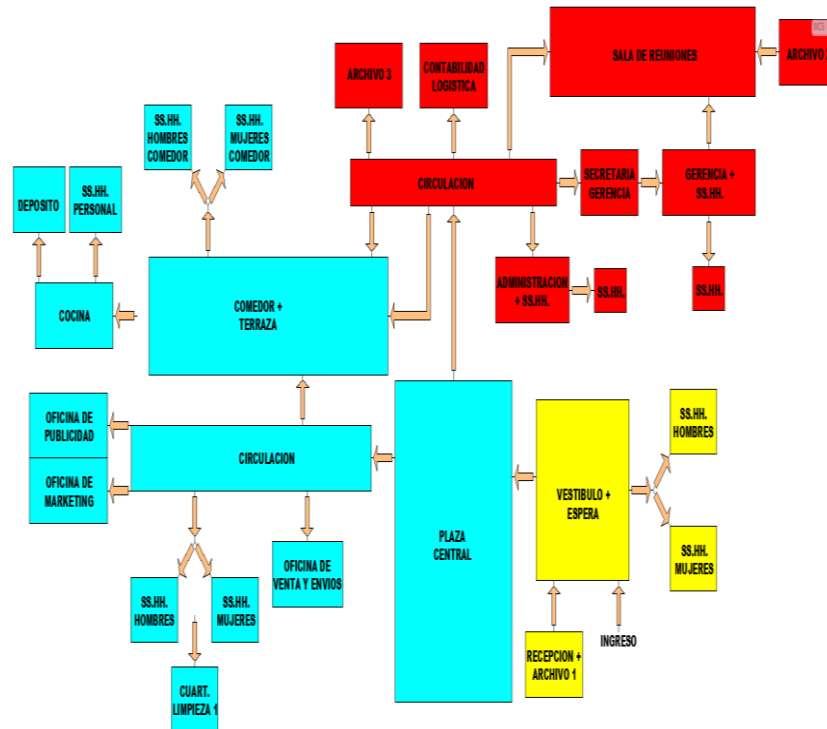 WCS
SALA DE REUNIONES
ARCHIVO
ARCHIVO 3
CONTABILIDAD
LOGISTICA
SS.HH.
HOMBRES
COMEDOR
SS.HH.
MUJERES
COMEDOR
DEPOSITO
SS.HH.
PERSONAL
CIRCULACION
SECRETARIA
GERENCIA
GERENCIA +
SS.HH.
ADMINISTRACION
+ SS.HH.
SS.HH.
SS.HH.
COCINA
COMEDOR +
TERRAZA
OFICINA DE
PUBLICIDAD
OFICINA DE
MARKETING
CIRCULACION
PLAZA
CENTRAL
VESTIBULO +
ESPERA
SS.HH.
HOMBRES
SS.HH.
MUJERES
OFICINA DE
VENTA Y ENVIOS
SS.HH.
HOMBRES
SS.HH.
MUJERES
CUART.
LIMPIEZA 1
RECEPCION +
ARCHIVO 1
INGRESO